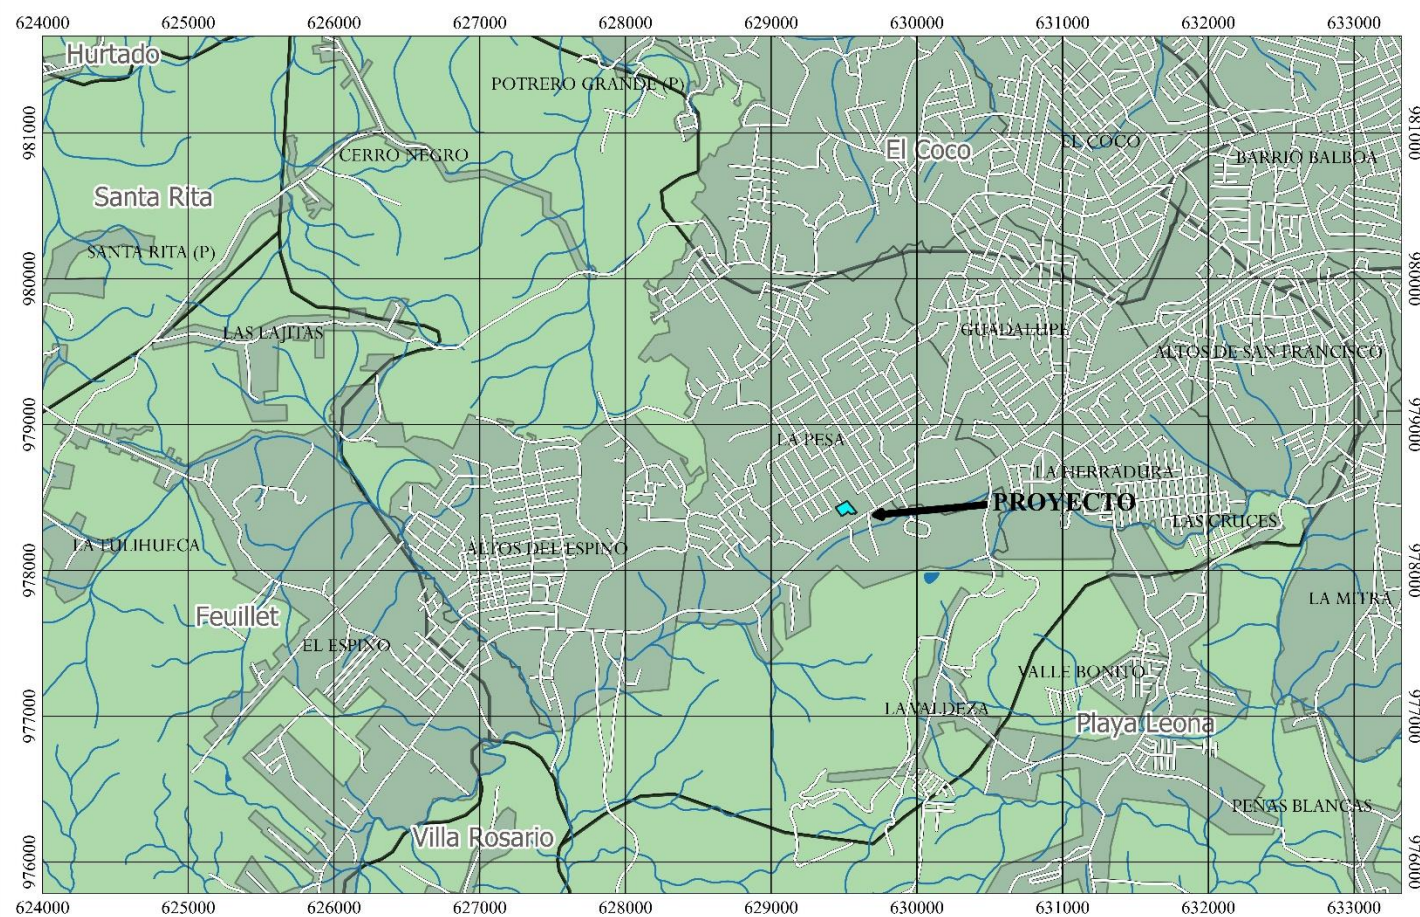 624000 625000 626000 627000 628000 629000 630000 631000 632000 633000
Hurtado
POTRERO GRANDE (P)
981000
981000
CERRO NEGRO
El Coco
EL COCO
BARRIO BALBOA
Santa Rita
SANTA RITA (P)
980000
980000
LAS LAJITAS
GUADALUPE
ALTOS DE SAN FRANCISCO
979000
979000
LA PESA
LA HERRADURA
PROYECTO
LAS CRUCES
LA TULIHUECA
ALTOS DEL ESPINO
978000
978000
LA MITRA
Feuillet
EL ESPINO
VALLE BONITO
LA VALDEZA
977000
977000
Playa Leona
PEÑAS BLANCAS
Villa Rosario
976000
976000
624000 625000 626000 627000 628000 629000 630000 631000 632000 633000